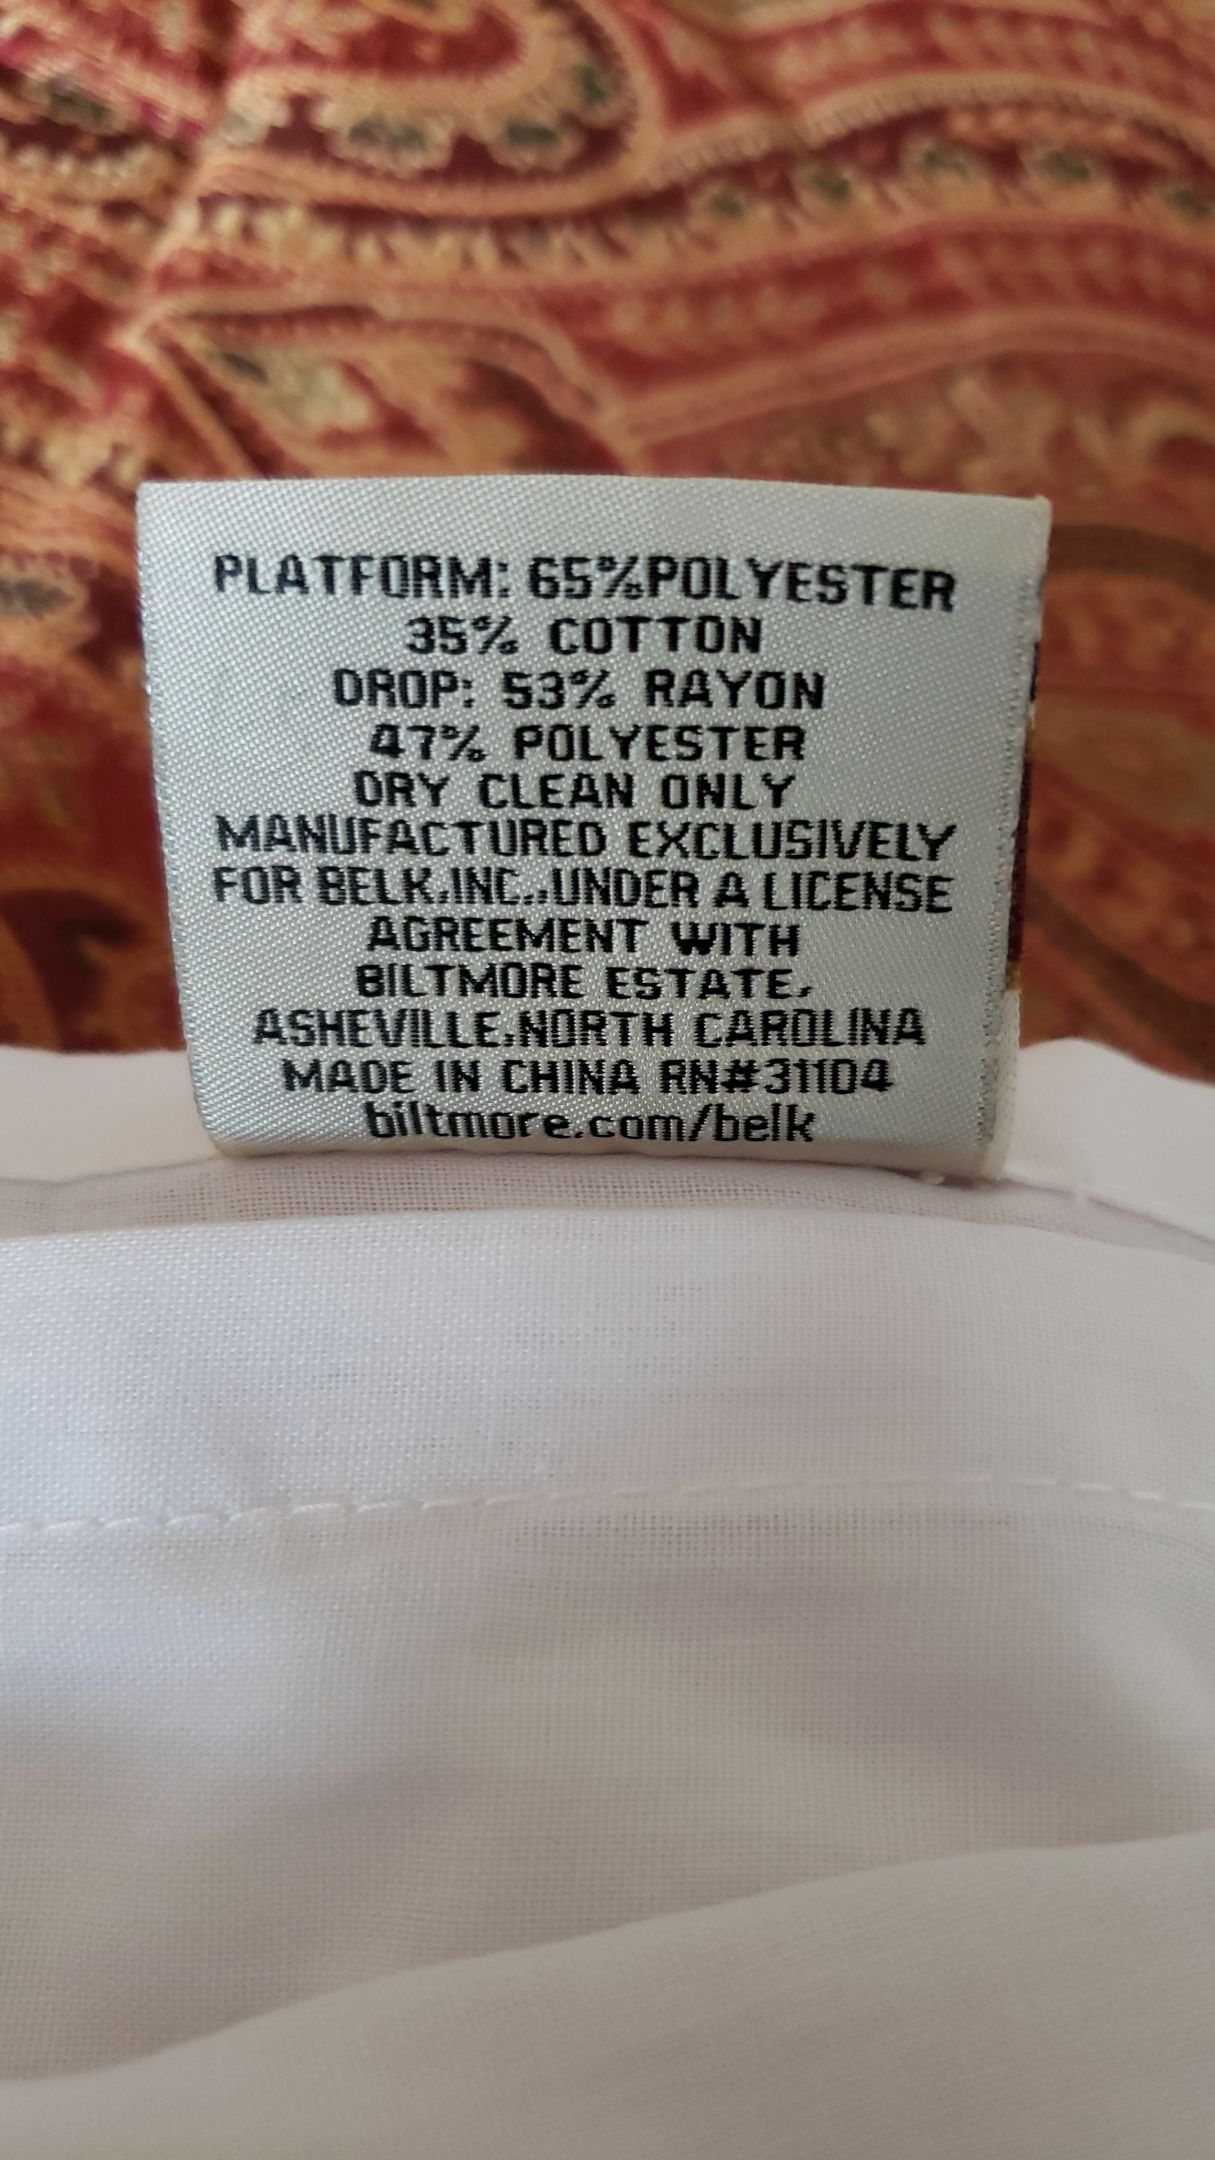 PLATFORM: 65%POLYESTER
35% COTTON
DROP: 53% RAYON
47% POLYESTER
DRY CLEAN ONLY
MANUFACTURED EXCLUSIVELY
FOR BELK,INC.,UNDER A LICENSE
AGREEMENT WITH
BILTMORE ESTATE,
ASHEVILLE,NORTH CAROLINA
MADE IN CHINA RN#31104
biltmore.com/belk